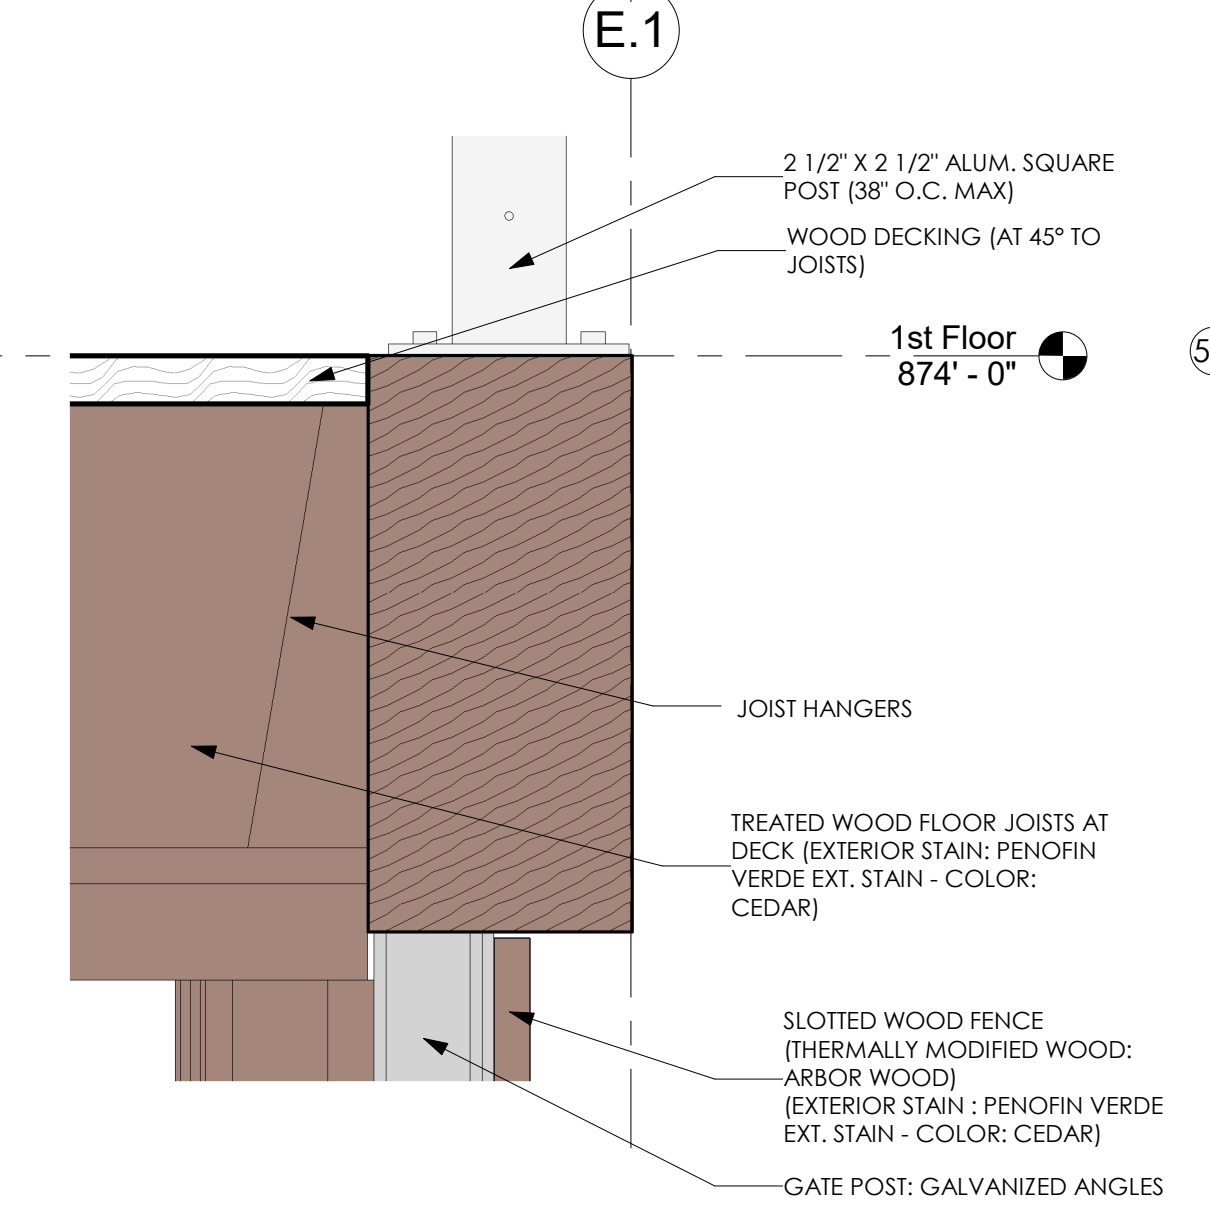 E.1
2 1/2" X 2 1/2" ALUM. SQUARE
POST (38" O.C. MAX)
WOOD DECKING (AT 45° TO
JOISTS)
1st Floor
874' - 0"
5
JOIST HANGERS
TREATED WOOD FLOOR JOISTS AT
DECK (EXTERIOR STAIN: PENOFIN
VERDE EXT. STAIN - COLOR:
CEDAR)
SLOTTED WOOD FENCE
(THERMALLY MODIFIED WOOD:
ARBOR WOOD)
(EXTERIOR STAIN : PENOFIN VERDE
EXT. STAIN - COLOR: CEDAR)
GATE POST: GALVANIZED ANGLES